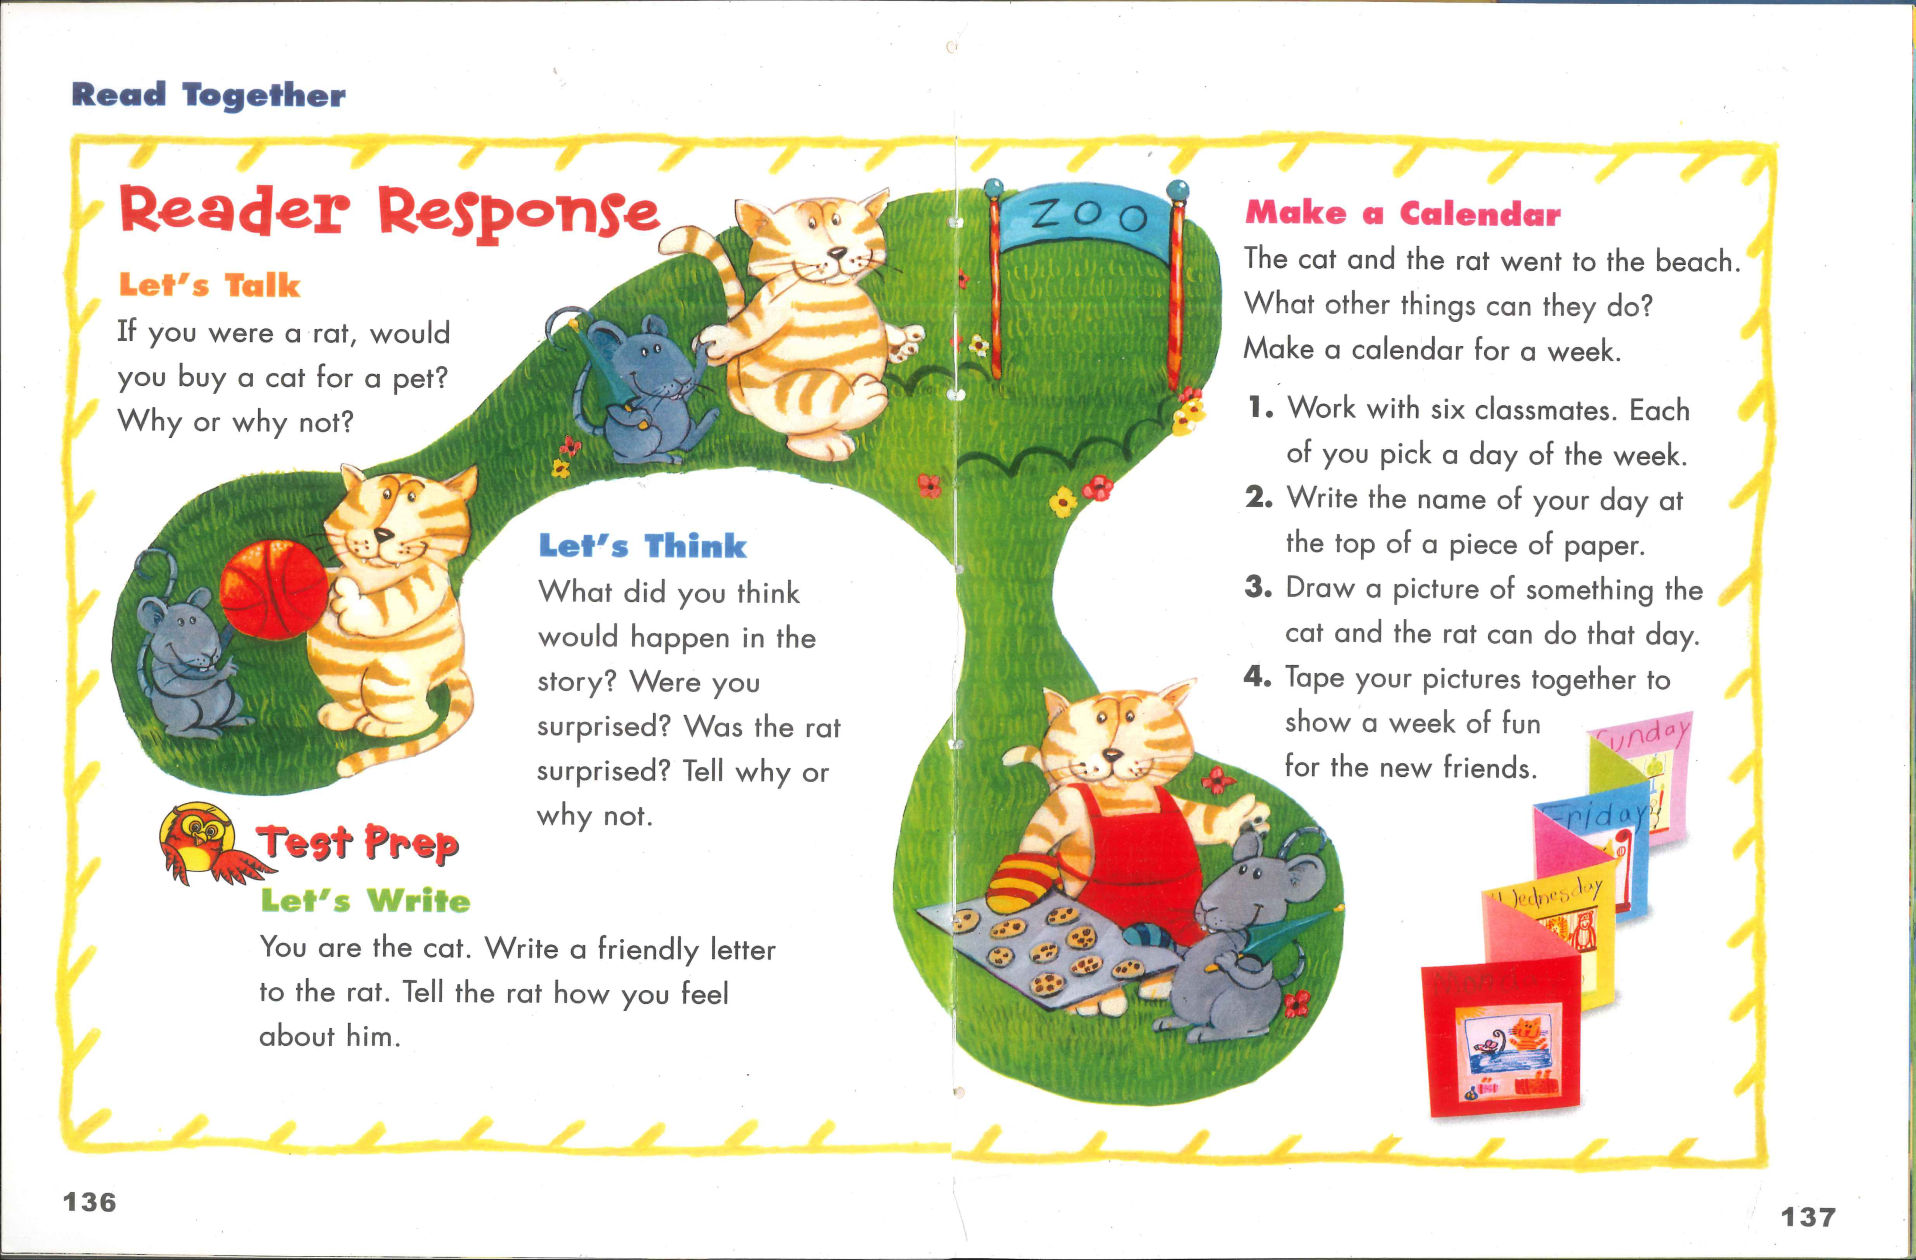 Read Together
Reader Response
Let's Talk
If you were a rat, would
you buy a cat for a pet?
Why or why not?
Let's Think
What did you think
would happen in the
story? Were you
surprised? Was the rat
surprised? Tell why or
why not.
Test Prep
Let's Write
You are the cat. Write a friendly letter
to the rat. Tell the rat how you feel
about him.
136
ZOO
Make a Calendar
The cat and the rat went to the beach.
What other things can they do?
Make a calendar for a week.
1. Work with six classmates. Each
of you pick a day of the week.
2. Write the name of your day at
the top of a piece of paper.
3. Draw a picture of something the
cat and the rat can do that day.
4. Tape your pictures together to
show a week of fun
for the new friends.
Sunday
Friday
Wednesday
137